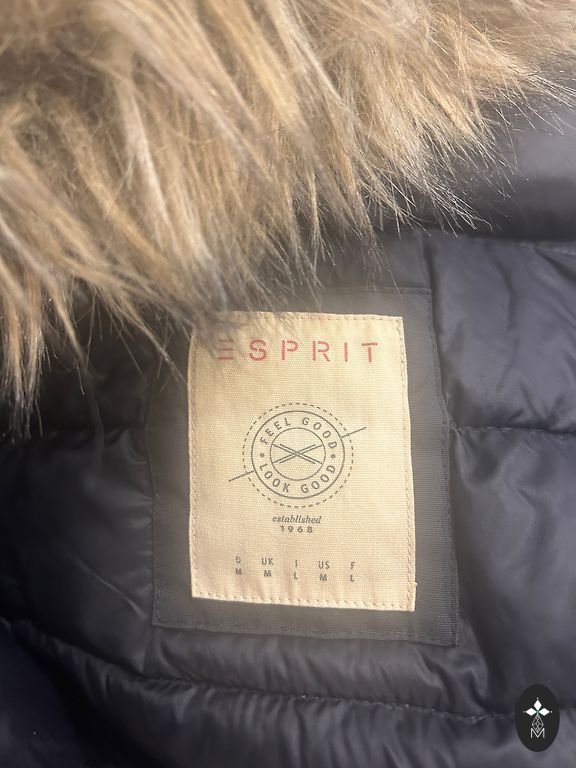 ESPRIT
FEEL GOOD
LOOK GOOD
established
1968
D UK I US F
M M L M L
M